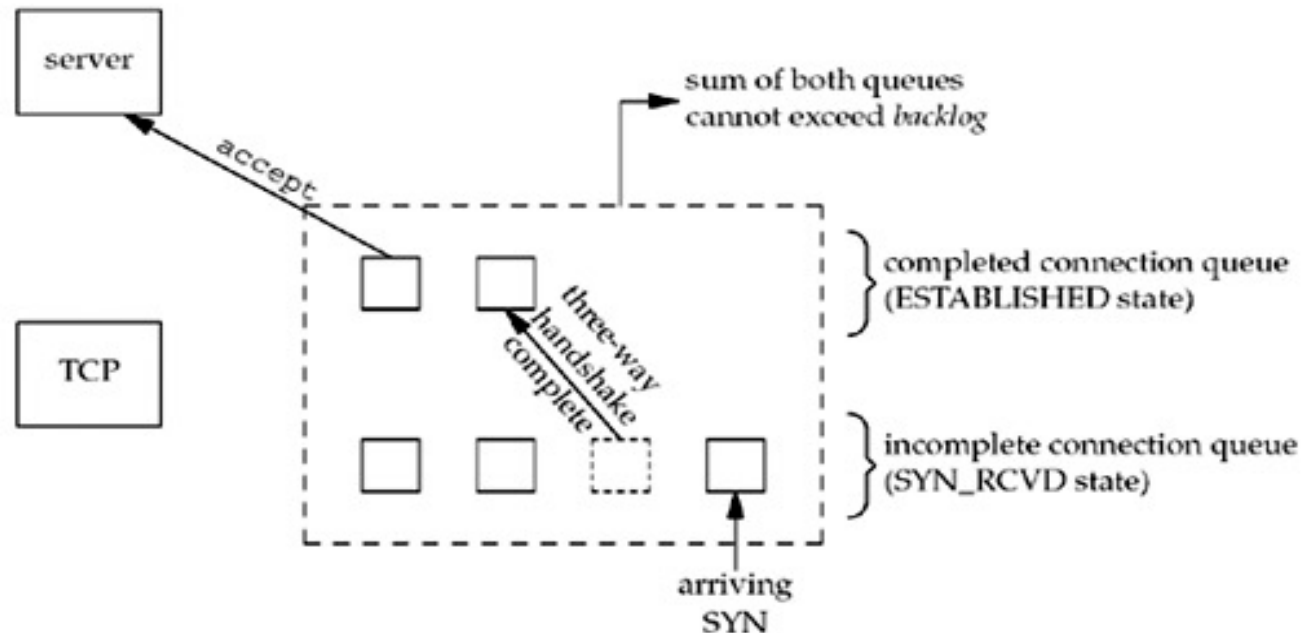 server
sum of both queues
cannot exceed backlog
accept
completed connection queue
(ESTABLISHED state)
three-way
handshake
complete
TCP
incomplete connection queue
(SYN_RCVD state)
arriving
SYN